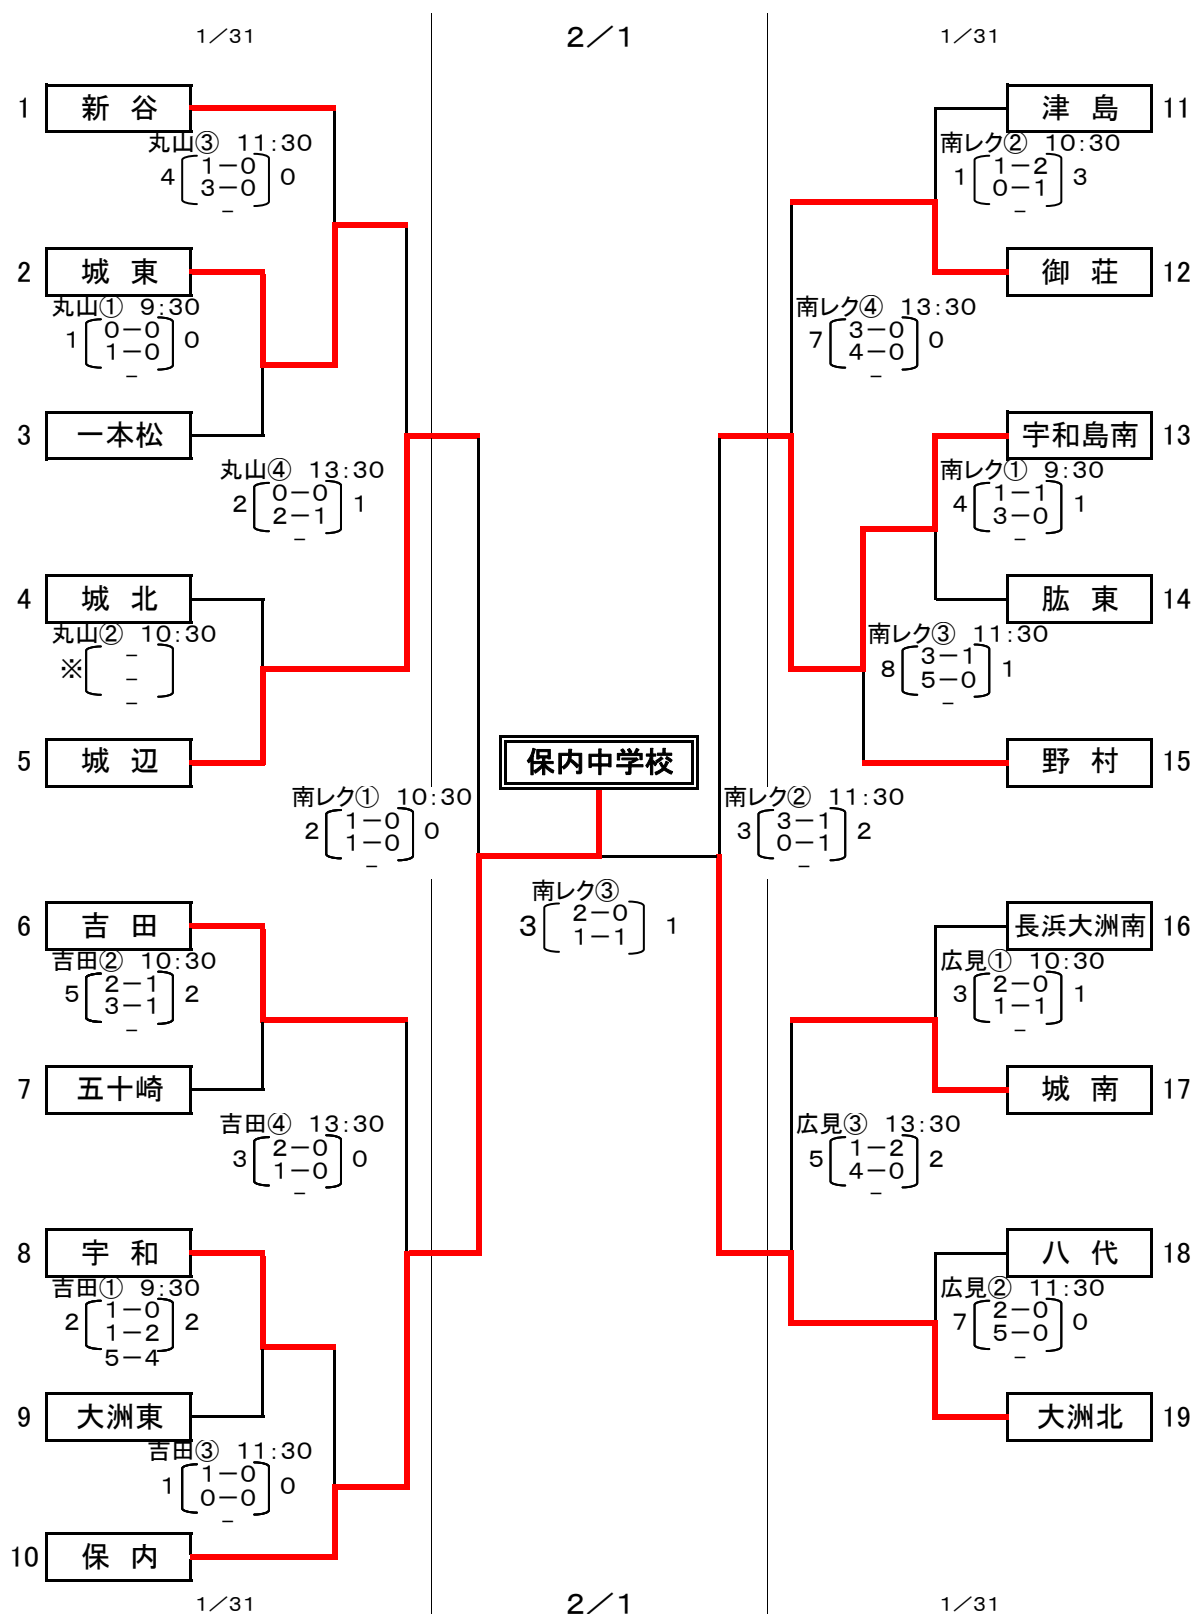 1／31
2／1
1／31
1 新 谷
丸山③ 11:30
4 1－0 0
3－0
－
2 城 東
丸山① 9:30
1 0－0 0
1－0
－
3 一本松
丸山④ 13:30
2 0－0 1
2－1
－
4 城 北
丸山② 10:30
※ －
－
－
5 城 辺
南レク① 10:30
2 1－0 0
1－0
－
6 吉 田
吉田② 10:30
5 2－1 2
3－1
－
7 五十崎
吉田④ 13:30
3 2－0 0
1－0
－
8 宇 和
吉田① 9:30
2 1－0 2
1－2
5－4
9 大洲東
吉田③ 11:30
1 1－0 0
0－0
－
10 保 内
保内中学校
南レク③
3 2－0 1
1－1
津 島 11
南レク② 10:30
1 1－2 3
0－1
－
御 荘 12
南レク④ 13:30
7 3－0 0
4－0
－
宇和島南 13
南レク① 9:30
4 1－1 1
3－0
－
肱 東 14
南レク③ 11:30
8 3－1 1
5－0
－
野 村 15
南レク② 11:30
3 3－1 2
0－1
－
長浜大洲南 16
広見① 10:30
3 2－0 1
1－1
－
城 南 17
広見③ 13:30
5 1－2 2
4－0
－
八 代 18
広見② 11:30
7 2－0 0
5－0
－
大洲北 19
1／31
2／1
1／31